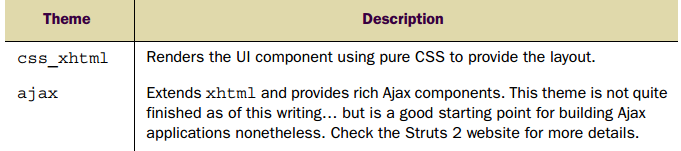 Theme Description
css_xhtml Renders the UI component using pure CSS to provide the layout.
ajax Extends xhtml and provides rich Ajax components. This theme is not quite
finished as of this writing... but is a good starting point for building Ajax
applications nonetheless. Check the Struts 2 website for more details.